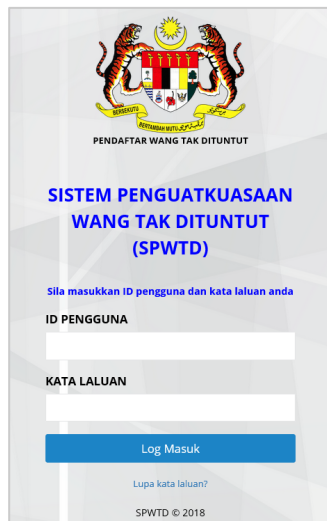 BERSEKUTU BERTAMBAH MUTU
PENDAFTAR WANG TAK DITUNTUT
SISTEM PENGUATKUASAAN
WANG TAK DITUNTUT
(SPWTD)
Sila masukkan ID pengguna dan kata laluan anda
ID PENGGUNA
KATA LALUAN
Log Masuk
Lupa kata laluan?
SPWTD © 2018